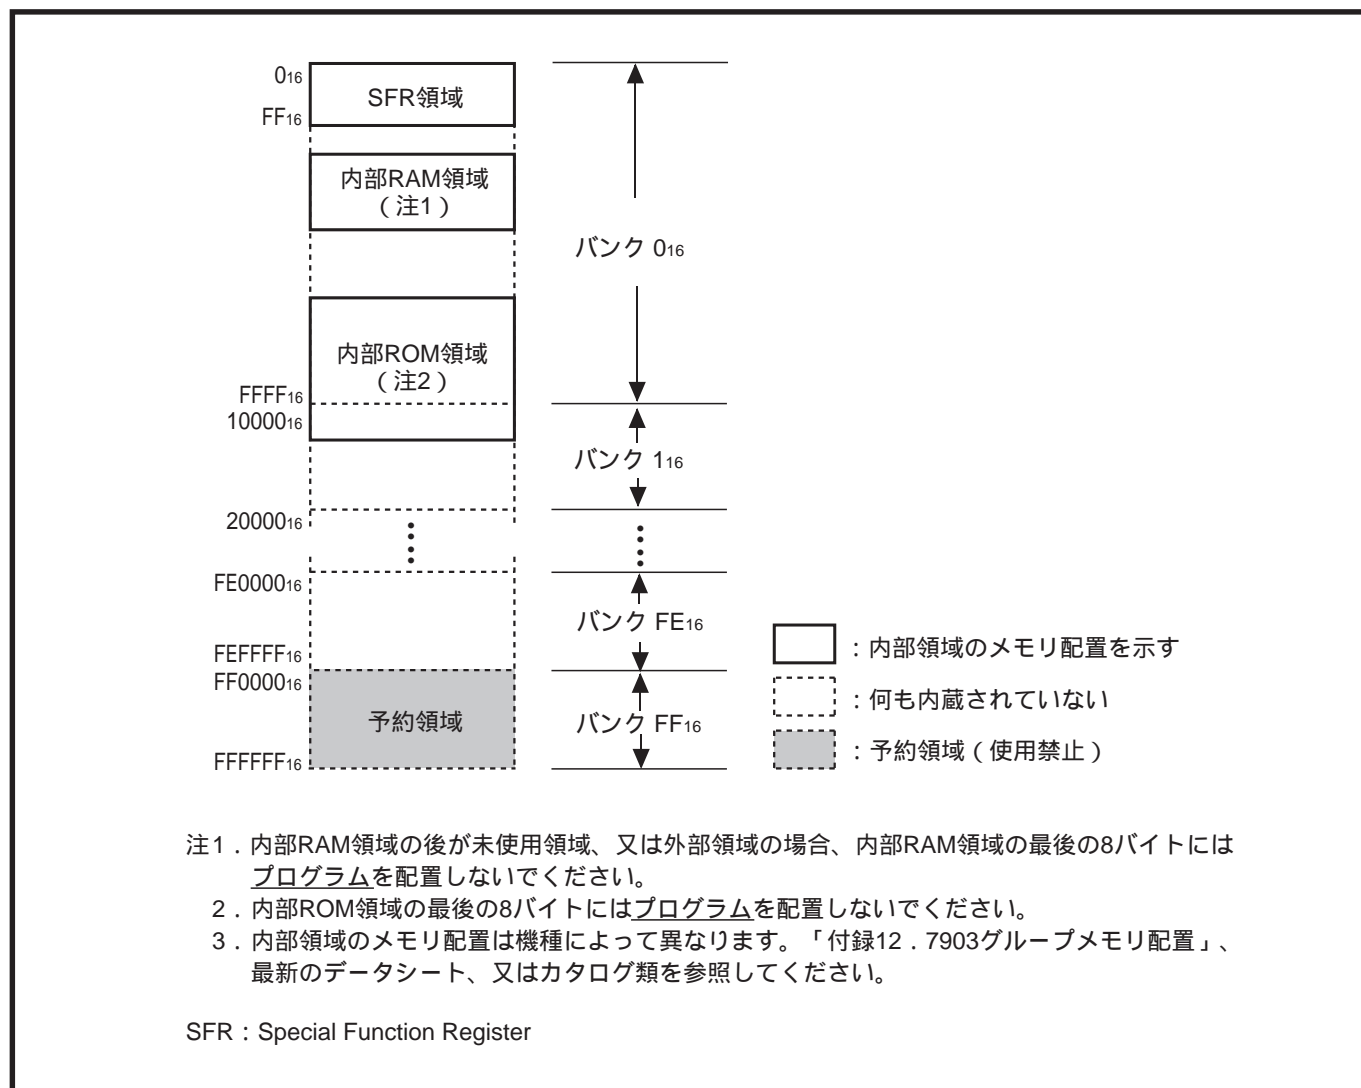 0₁₆
SFR領域
FF₁₆
内部RAM領域
（注1）
バンク 0₁₆
内部ROM領域
（注2）
FFFF₁₆
10000₁₆
バンク 1₁₆
20000₁₆
FE0000₁₆
バンク FE₁₆
FEFFFF₁₆
FF0000₁₆
予約領域
バンク FF₁₆
FFFFFF₁₆
：内部領域のメモリ配置を示す
：何も内蔵されていない
：予約領域（使用禁止）
注1．内部RAM領域の後が未使用領域、又は外部領域の場合、内部RAM領域の最後の8バイトには
プログラムを配置しないでください。
2．内部ROM領域の最後の8バイトにはプログラムを配置しないでください。
3．内部領域のメモリ配置は機種によって異なります。「付録12．7903グループメモリ配置」、
最新のデータシート、又はカタログ類を参照してください。
SFR：Special Function Register